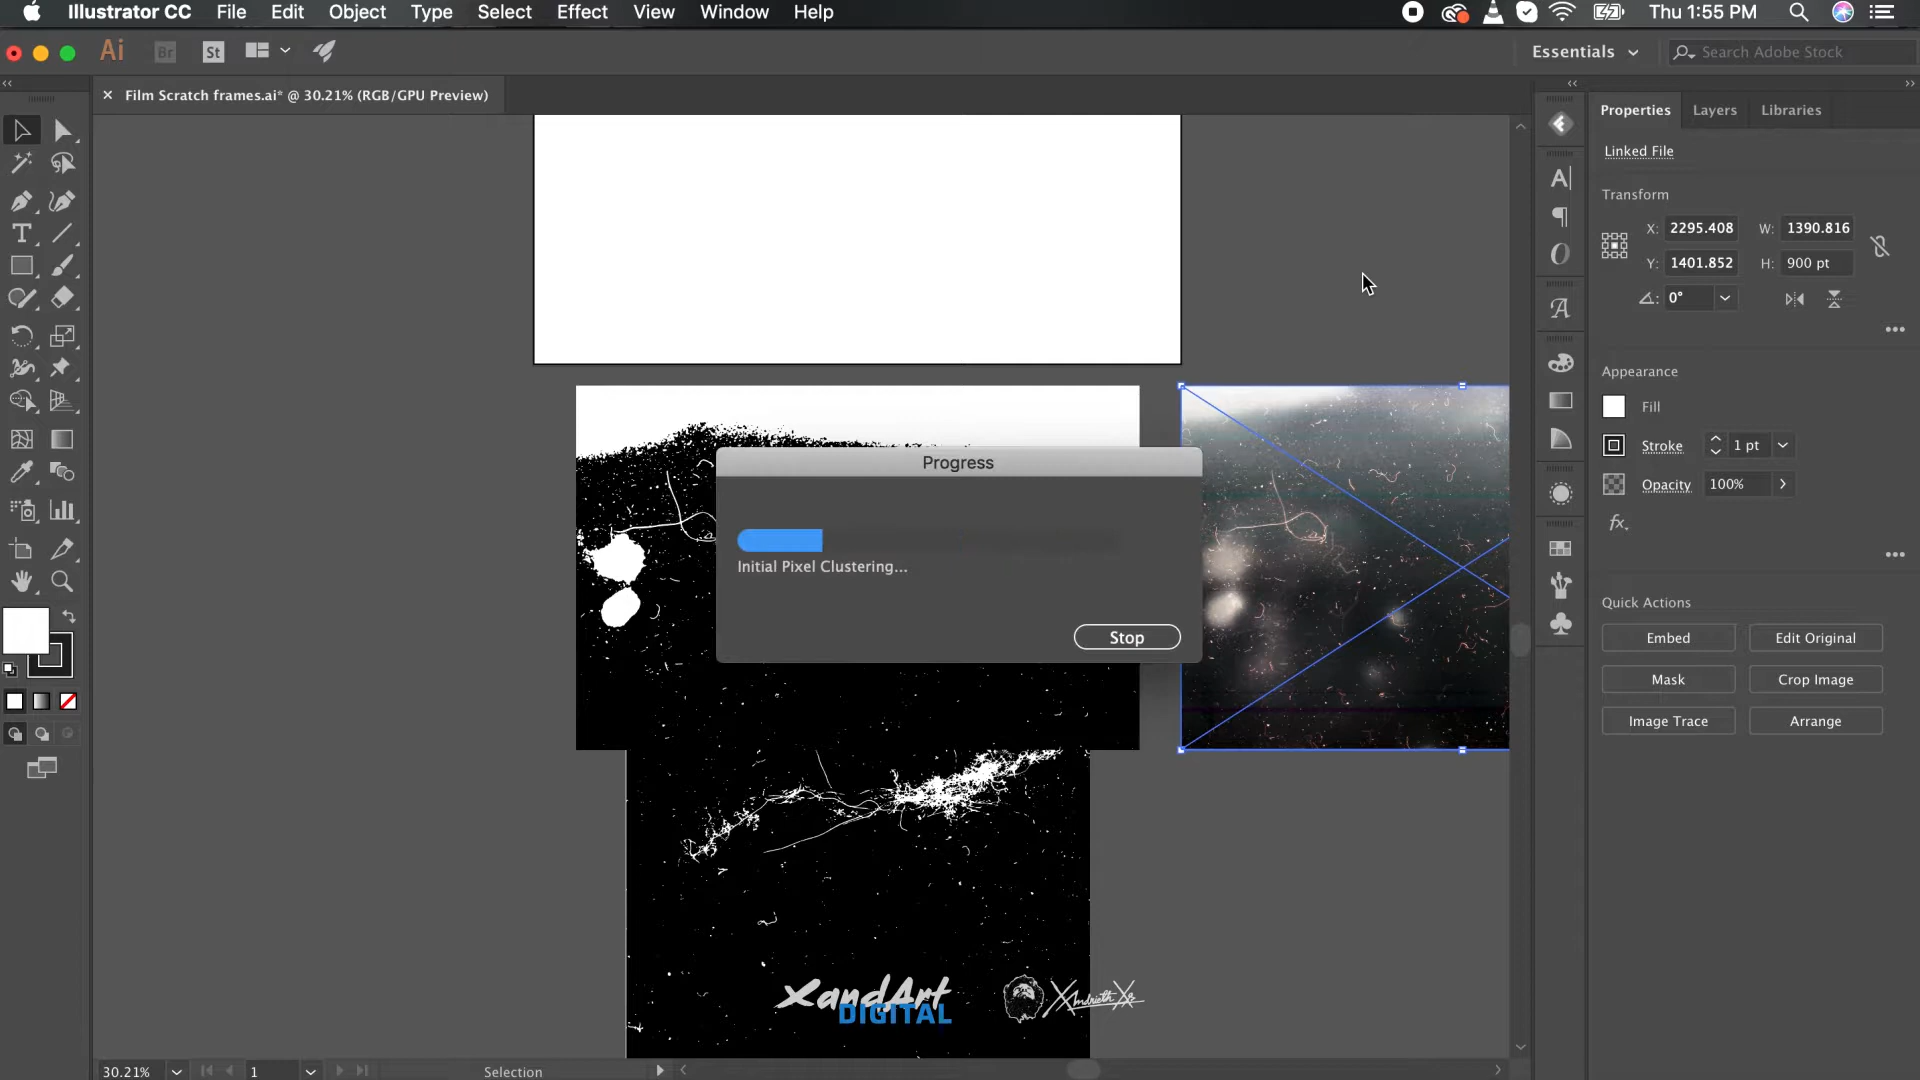 Illustrator CC File Edit Object Type Select Effect View Window Help Thu 1:55 PM
Ai Br St Essentials Search Adobe Stock
× Film Scratch frames.ai* @ 30.21% (RGB/GPU Preview)
Properties Layers Libraries
Linked File
Transform
X: 2295.408 W: 1390.816
Y: 1401.852 H: 900 pt
0°
Appearance
Fill
Stroke 1 pt
Opacity 100%
fx.
Progress
Initial Pixel Clustering...
Stop
Quick Actions
Embed Edit Original
Mask Crop Image
Image Trace Arrange
XandArt
DIGITAL
30.21% 1 Selection